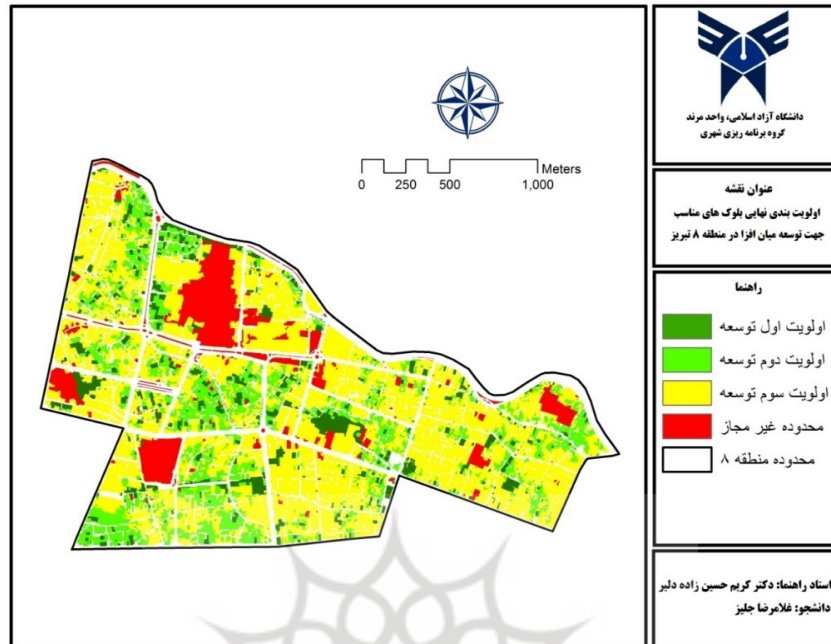 دانشگاه آزاد اسلامی، واحد مرند
گروه برنامه ریزی شهری
عنوان نقشه
اولویت بندی نهایی بلوک های مناسب
جهت توسعه میان افزا در منطقه ۸ تبریز
راهنما
اولویت اول توسعه
اولویت دوم توسعه
اولویت سوم توسعه
محدوده غیر مجاز
محدوده منطقه ۸
استاد راهنما: دکتر کریم حسین زاده دلیر
دانشجو: غلامرضا جلیز
Meters
0 250 500 1,000